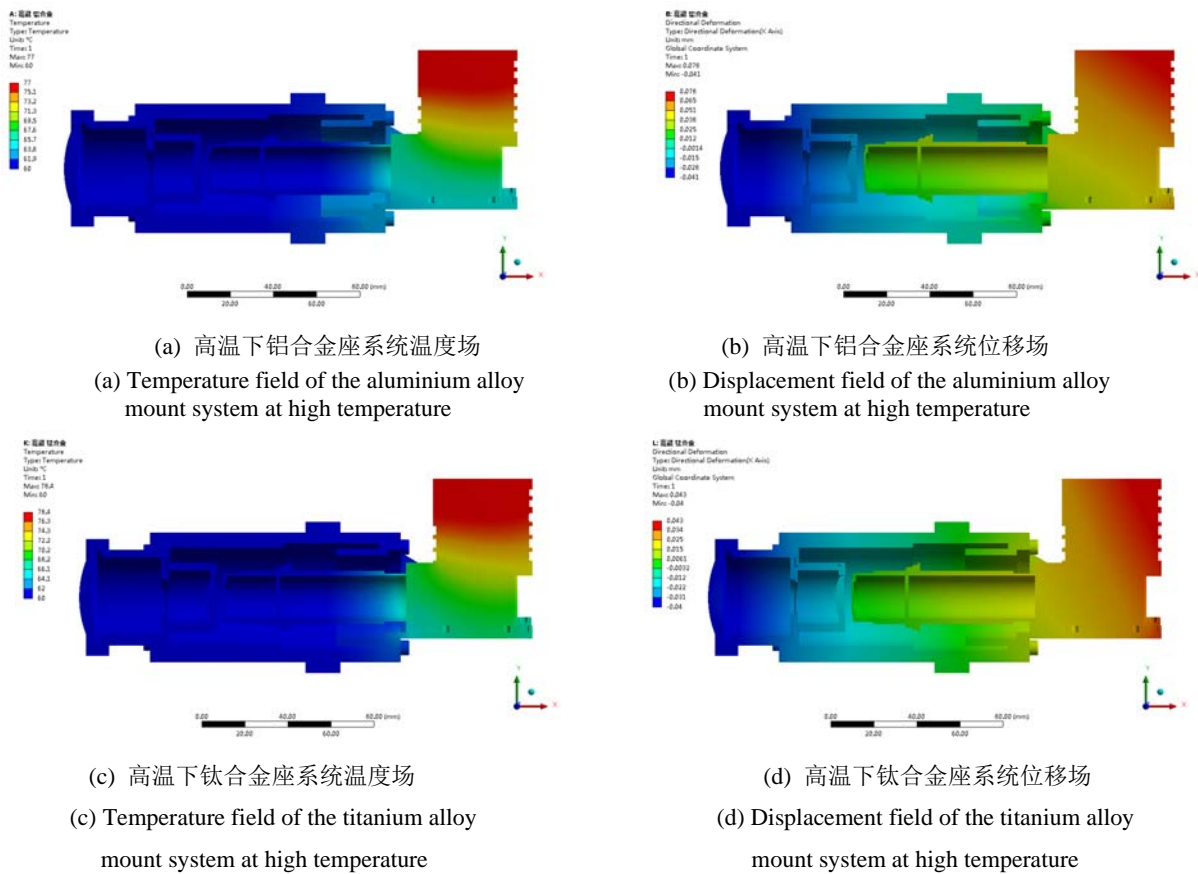 A: 高温 铝合金
Temperature
Type: Temperature
Unit: °C
Time: 1
Max: 77
Min: 60
77
75.1
73.2
71.3
69.5
67.6
65.7
63.8
61.9
60
Y
X
0.00 40.00 80.00 (mm)
20.00 60.00
B: 高温 铝合金
Directional Deformation
Type: Directional Deformation(X Axis)
Unit: mm
Global Coordinate System
Time: 1
Max: 0.078
Min: -0.041
0.078
0.065
0.051
0.038
0.025
0.012
-0.0014
-0.015
-0.028
-0.041
Y
X
0.00 40.00 80.00 (mm)
20.00 60.00
(a) 高温下铝合金座系统温度场
(a) Temperature field of the aluminium alloy
mount system at high temperature
(b) 高温下铝合金座系统位移场
(b) Displacement field of the aluminium alloy
mount system at high temperature
K: 高温 钛合金
Temperature
Type: Temperature
Unit: °C
Time: 1
Max: 78.4
Min: 60
78.4
76.3
74.3
72.2
70.2
68.2
66.1
64.1
62
60
Y
X
0.00 40.00 80.00 (mm)
20.00 60.00
L: 高温 钛合金
Directional Deformation
Type: Directional Deformation(X Axis)
Unit: mm
Global Coordinate System
Time: 1
Max: 0.043
Min: -0.04
0.043
0.034
0.025
0.015
0.0061
-0.0032
-0.012
-0.022
-0.031
-0.04
Y
X
0.00 40.00 80.00 (mm)
20.00 60.00
(c) 高温下钛合金座系统温度场
(c) Temperature field of the titanium alloy
mount system at high temperature
(d) 高温下钛合金座系统位移场
(d) Displacement field of the titanium alloy
mount system at high temperature